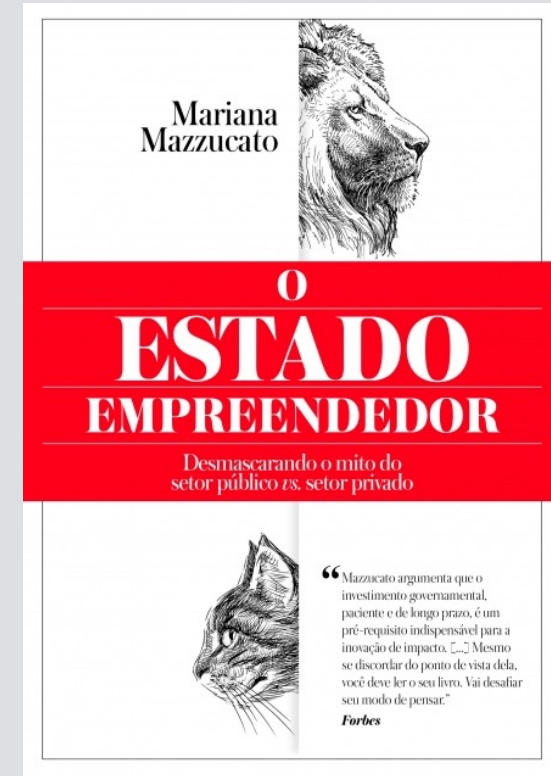 Mariana
Mazzucato
O
ESTADO
EMPREENDEDOR
Desmascarando o mito do
setor público vs. setor privado
“Mazzucato argumenta que o
investimento governamental,
paciente e de longo prazo, é um
pré-requisito indispensável para a
inovação de impacto. [...] Mesmo
se discordar do ponto de vista dela,
você deve ler o seu livro. Vai desafiar
seu modo de pensar.”
Forbes